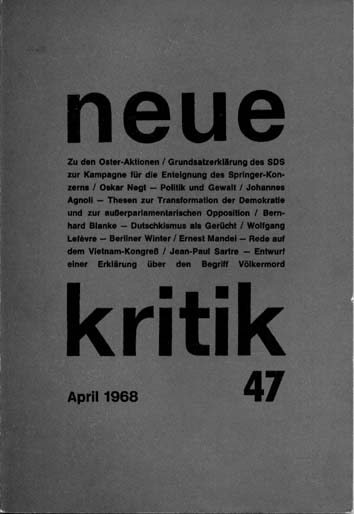 neue
Zu den Oster-Aktionen / Grundsatzerklärung des SDS
zur Kampagne für die Enteignung des Springer-Kon-
zerns / Oskar Negt — Politik und Gewalt / Johannes
Agnoli — Thesen zur Transformation der Demokratie
und zur außerparlamentarischen Opposition / Bern-
hard Blanke — Dutschkismus als Gerücht / Wolfgang
Lefèvre — Berliner Winter / Ernest Mandel — Rede auf
dem Vietnam-Kongreß / Jean-Paul Sartre — Entwurf
einer Erklärung über den Begriff Völkermord
kritik
April 1968 47